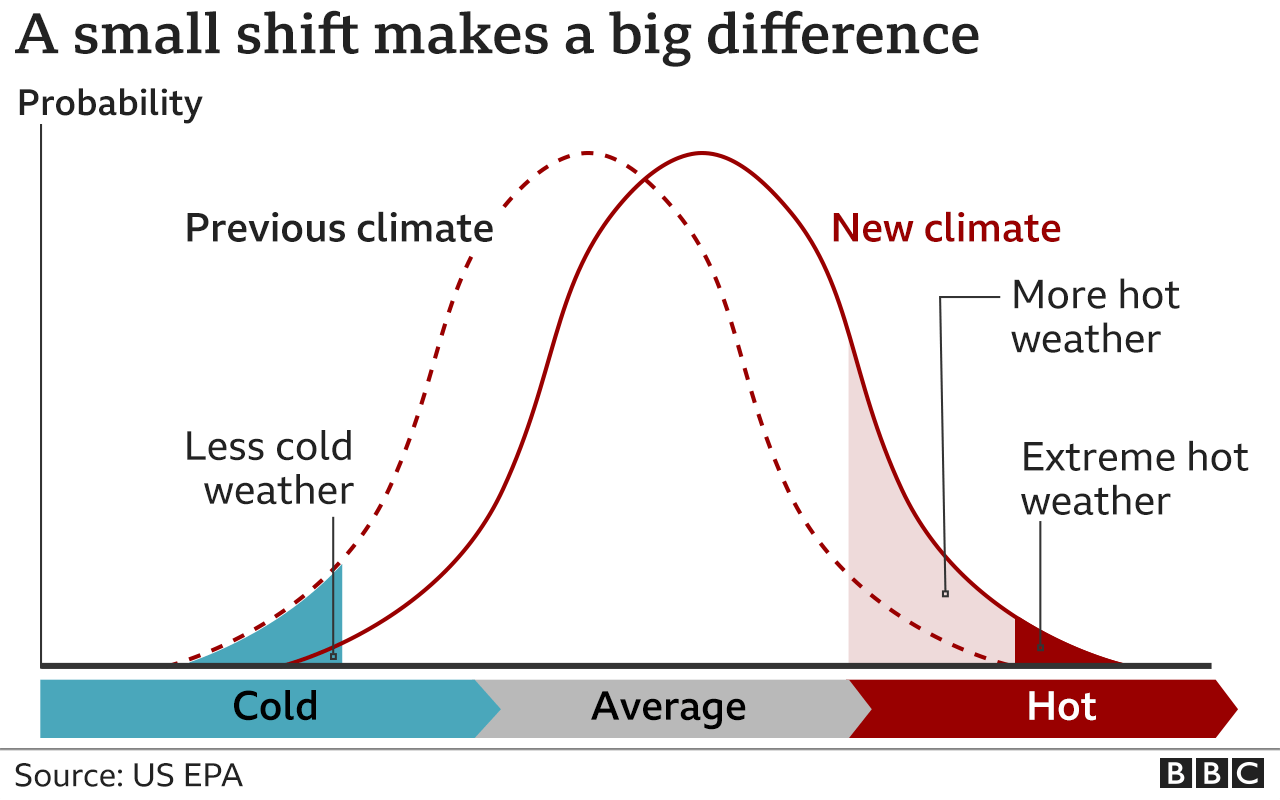 A small shift makes a big difference
Probability
Previous climate
New climate
More hot
weather
Less cold
weather
Extreme hot
weather
Cold
Average
Hot
Source: US EPA
BBC